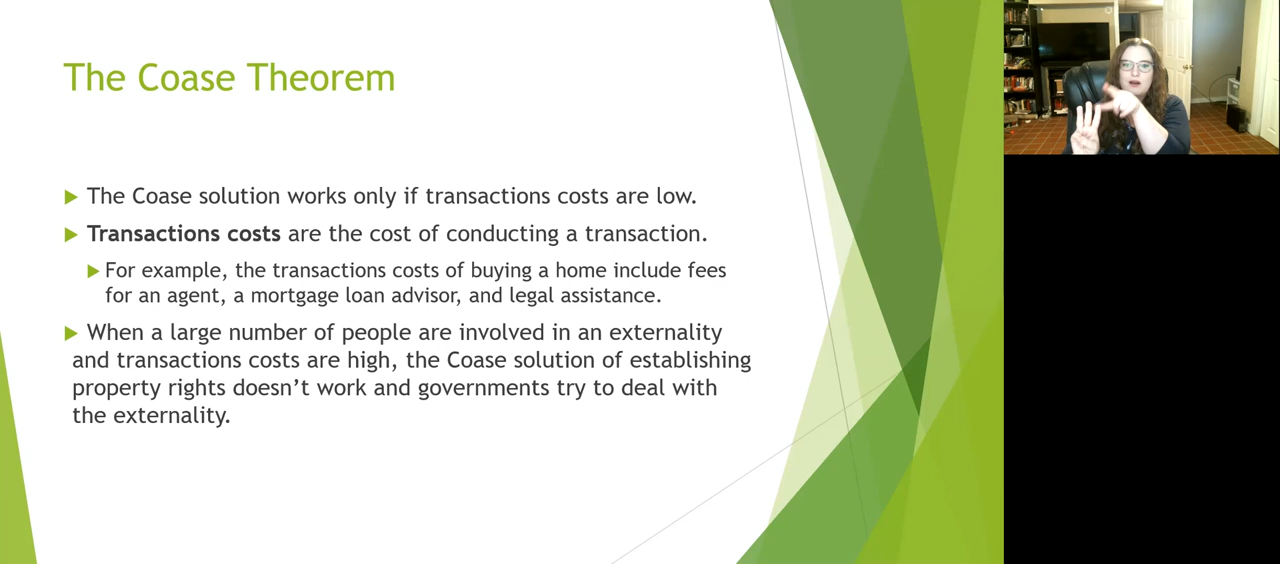 The Coase Theorem
The Coase solution works only if transactions costs are low.
Transactions costs are the cost of conducting a transaction.
For example, the transactions costs of buying a home include fees
for an agent, a mortgage loan advisor, and legal assistance.
When a large number of people are involved in an externality
and transactions costs are high, the Coase solution of establishing
property rights doesn’t work and governments try to deal with
the externality.